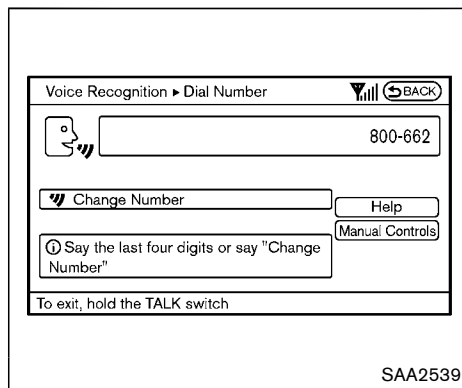 Voice Recognition ▸ Dial Number
BACK
800-662
Change Number
Help
Manual Controls
Say the last four digits or say "Change
Number"
To exit, hold the TALK switch
SAA2539